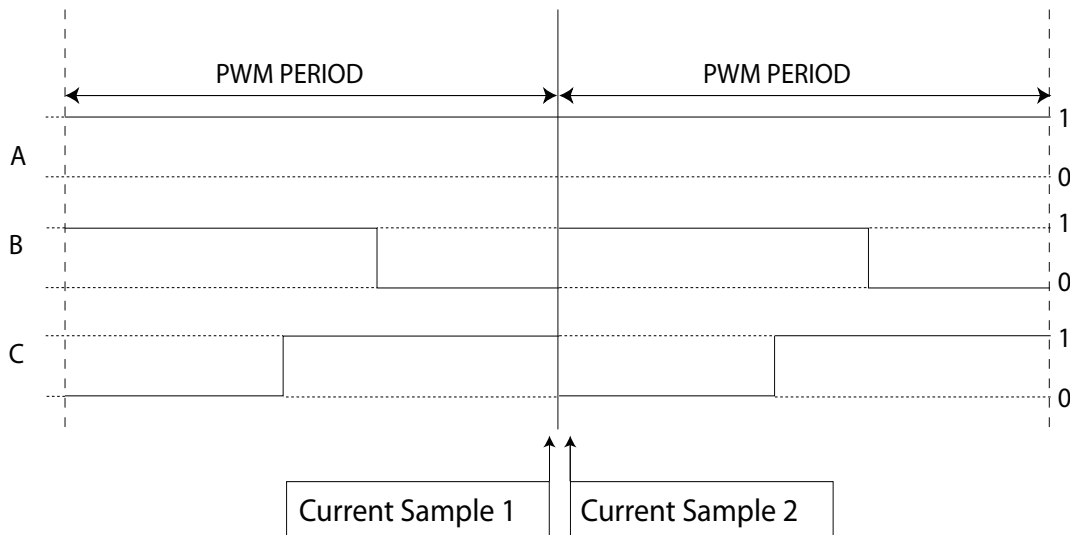 PWM PERIOD PWM PERIOD
1
A
0
1
B
0
1
C
0
Current Sample 1 Current Sample 2